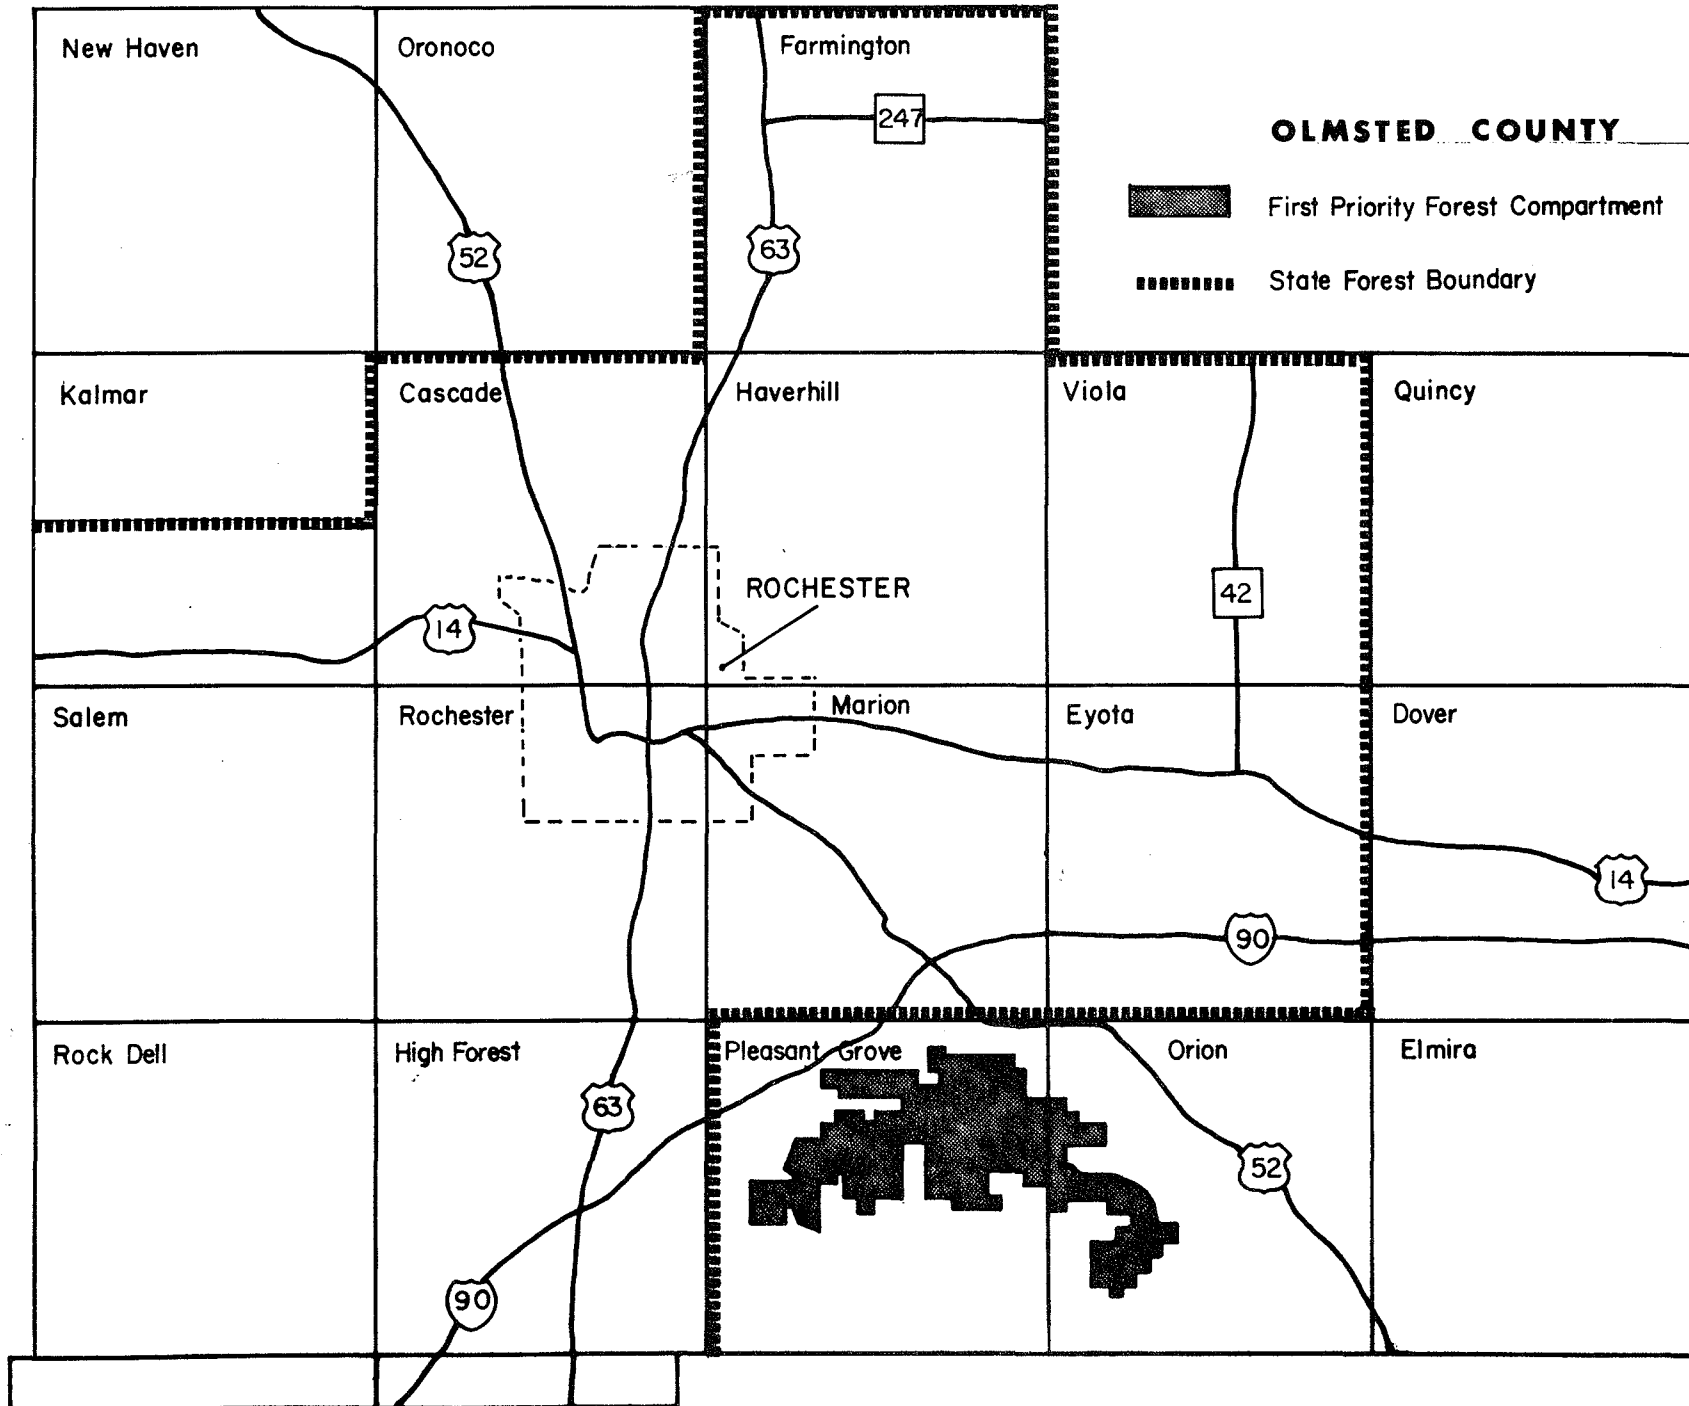 New Haven
Oronoco
Farmington
247
OLMSTED COUNTY
First Priority Forest Compartment
52
63
State Forest Boundary
Kalmar
Cascade
Haverhill
Viola
Quincy
ROCHESTER
42
14
Salem
Rochester
Marion
Eyota
Dover
14
90
Rock Dell
High Forest
Pleasant Grove
Orion
Elmira
63
52
90